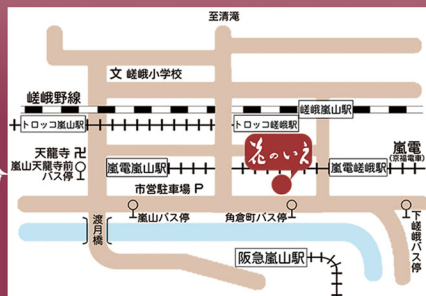 至清滝
文 嵯峨小学校
嵯峨野線
嵯峨嵐山駅
トロッコ嵐山駅
トロッコ嵯峨駅
花のいえ
天龍寺 卍
嵐山天龍寺前
バス停
嵐電嵐山駅
嵐電嵯峨駅
嵐電
(京福電車)
市営駐車場 P
渡月橋
嵐山バス停
角倉町バス停
下嵯峨バス停
阪急嵐山駅